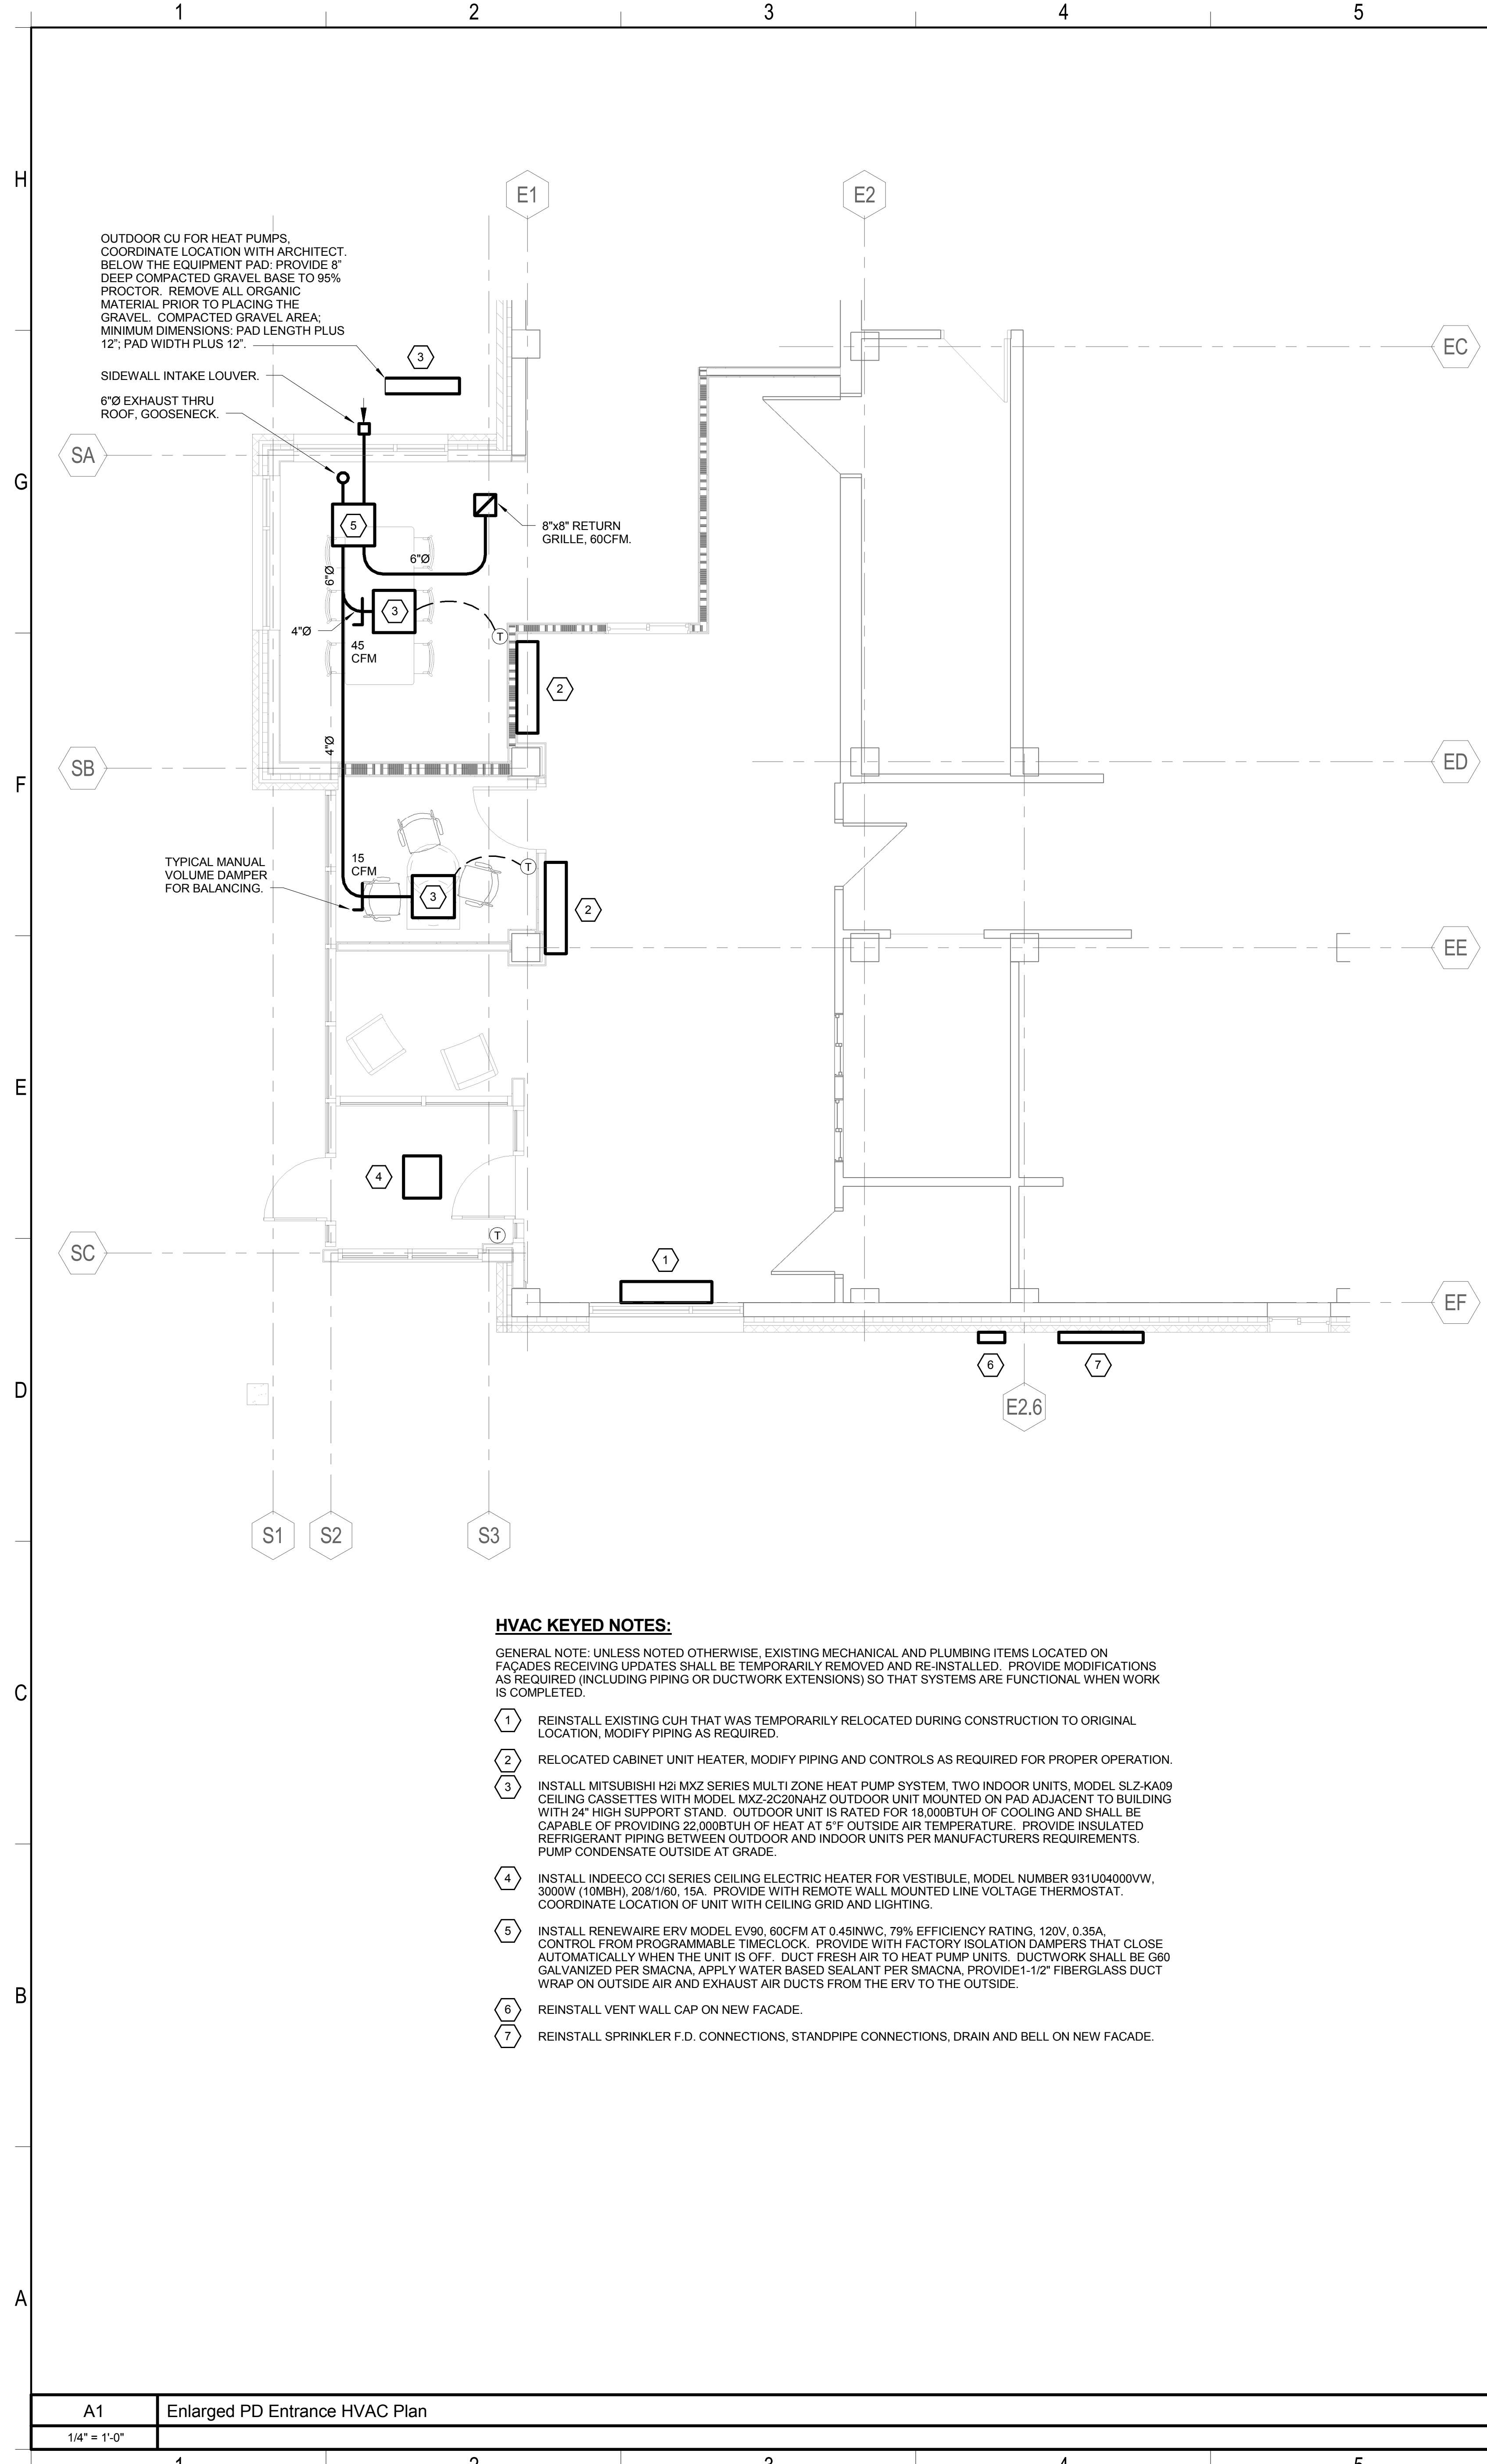 1 2 3 4 5
H
E1 E2
OUTDOOR CU FOR HEAT PUMPS,
COORDINATE LOCATION WITH ARCHITECT.
BELOW THE EQUIPMENT PAD: PROVIDE 8"
DEEP COMPACTED GRAVEL BASE TO 95%
PROCTOR. REMOVE ALL ORGANIC
MATERIAL PRIOR TO PLACING THE
GRAVEL. COMPACTED GRAVEL AREA;
MINIMUM DIMENSIONS: PAD LENGTH PLUS
12"; PAD WIDTH PLUS 12".
3
EC
SIDEWALL INTAKE LOUVER.
6"Ø EXHAUST THRU
ROOF, GOOSENECK.
SA
G
5
8"x8" RETURN
GRILLE, 60CFM.
6"Ø
6"Ø
3
4"Ø
T
45
CFM
2
4"Ø
SB
ED
F
TYPICAL MANUAL
VOLUME DAMPER
FOR BALANCING.
15
CFM
T
3
2
EE
E
4
T
SC
1
EF
6
7
D
E2.6
S1 S2 S3
HVAC KEYED NOTES:
GENERAL NOTE: UNLESS NOTED OTHERWISE, EXISTING MECHANICAL AND PLUMBING ITEMS LOCATED ON
FAÇADES RECEIVING UPDATES SHALL BE TEMPORARILY REMOVED AND RE-INSTALLED. PROVIDE MODIFICATIONS
AS REQUIRED (INCLUDING PIPING OR DUCTWORK EXTENSIONS) SO THAT SYSTEMS ARE FUNCTIONAL WHEN WORK
IS COMPLETED.
C
1 REINSTALL EXISTING CUH THAT WAS TEMPORARILY RELOCATED DURING CONSTRUCTION TO ORIGINAL
LOCATION, MODIFY PIPING AS REQUIRED.
2 RELOCATED CABINET UNIT HEATER, MODIFY PIPING AND CONTROLS AS REQUIRED FOR PROPER OPERATION.
3 INSTALL MITSUBISHI H2i MXZ SERIES MULTI ZONE HEAT PUMP SYSTEM, TWO INDOOR UNITS, MODEL SLZ-KA09
CEILING CASSETTES WITH MODEL MXZ-2C20NAHZ OUTDOOR UNIT MOUNTED ON PAD ADJACENT TO BUILDING
WITH 24" HIGH SUPPORT STAND. OUTDOOR UNIT IS RATED FOR 18,000BTUH OF COOLING AND SHALL BE
CAPABLE OF PROVIDING 22,000BTUH OF HEAT AT 5°F OUTSIDE AIR TEMPERATURE. PROVIDE INSULATED
REFRIGERANT PIPING BETWEEN OUTDOOR AND INDOOR UNITS PER MANUFACTURERS REQUIREMENTS.
PUMP CONDENSATE OUTSIDE AT GRADE.
4 INSTALL INDEECO CCI SERIES CEILING ELECTRIC HEATER FOR VESTIBULE, MODEL NUMBER 931U04000VW,
3000W (10MBH), 208/1/60, 15A. PROVIDE WITH REMOTE WALL MOUNTED LINE VOLTAGE THERMOSTAT.
COORDINATE LOCATION OF UNIT WITH CEILING GRID AND LIGHTING.
5 INSTALL RENEWAIRE ERV MODEL EV90, 60CFM AT 0.45INWC, 79% EFFICIENCY RATING, 120V, 0.35A,
CONTROL FROM PROGRAMMABLE TIMECLOCK. PROVIDE WITH FACTORY ISOLATION DAMPERS THAT CLOSE
AUTOMATICALLY WHEN THE UNIT IS OFF. DUCT FRESH AIR TO HEAT PUMP UNITS. DUCTWORK SHALL BE G60
GALVANIZED PER SMACNA, APPLY WATER BASED SEALANT PER SMACNA, PROVIDE1-1/2" FIBERGLASS DUCT
WRAP ON OUTSIDE AIR AND EXHAUST AIR DUCTS FROM THE ERV TO THE OUTSIDE.
B
6 REINSTALL VENT WALL CAP ON NEW FACADE.
7 REINSTALL SPRINKLER F.D. CONNECTIONS, STANDPIPE CONNECTIONS, DRAIN AND BELL ON NEW FACADE.
A
A1 Enlarged PD Entrance HVAC Plan
1/4" = 1'-0"
1 2 3 4 5